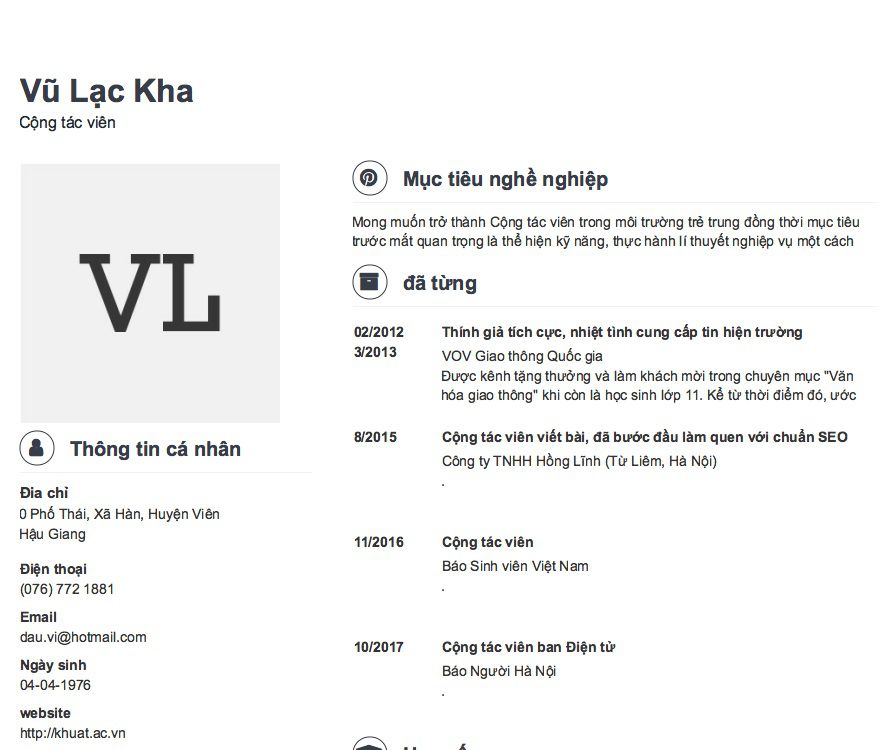 Vũ Lạc Kha
Cộng tác viên
VL
Thông tin cá nhân
Đia chỉ
0 Phố Thái, Xã Hàn, Huyện Viên
Hậu Giang
Điện thoại
(076) 772 1881
Email
dau.vi@hotmail.com
Ngày sinh
04-04-1976
website
http://khuat.ac.vn
Mục tiêu nghề nghiệp
Mong muốn trở thành Cộng tác viên trong môi trường trẻ trung đồng thời mục tiêu
trước mắt quan trọng là thể hiện kỹ năng, thực hành lí thuyết nghiệp vụ một cách
đã từng
02/2012
3/2013
Thính giả tích cực, nhiệt tình cung cấp tin hiện trường
VOV Giao thông Quốc gia
Được kênh tặng thưởng và làm khách mời trong chuyên mục "Văn
hóa giao thông" khi còn là học sinh lớp 11. Kể từ thời điểm đó, ước
8/2015
Cộng tác viên viết bài, đã bước đầu làm quen với chuẩn SEO
Công ty TNHH Hồng Lĩnh (Từ Liêm, Hà Nội)
.
11/2016
Cộng tác viên
Báo Sinh viên Việt Nam
.
10/2017
Cộng tác viên ban Điện tử
Báo Người Hà Nội
.